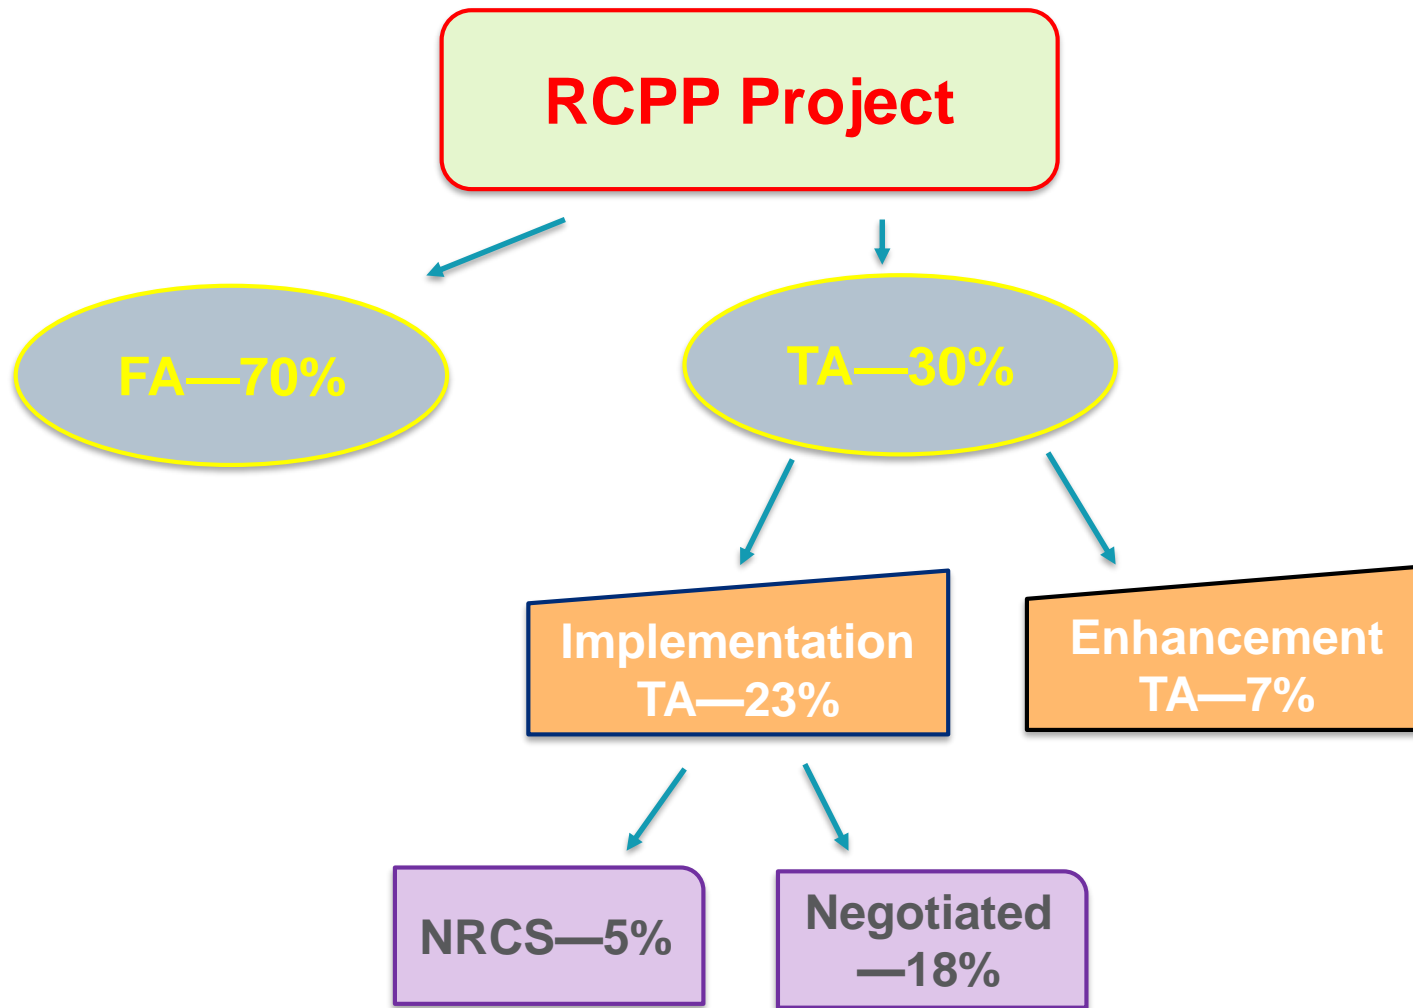 RCPP Project
FA—70%
TA—30%
Implementation
TA—23%
Enhancement
TA—7%
NRCS—5%
Negotiated
—18%